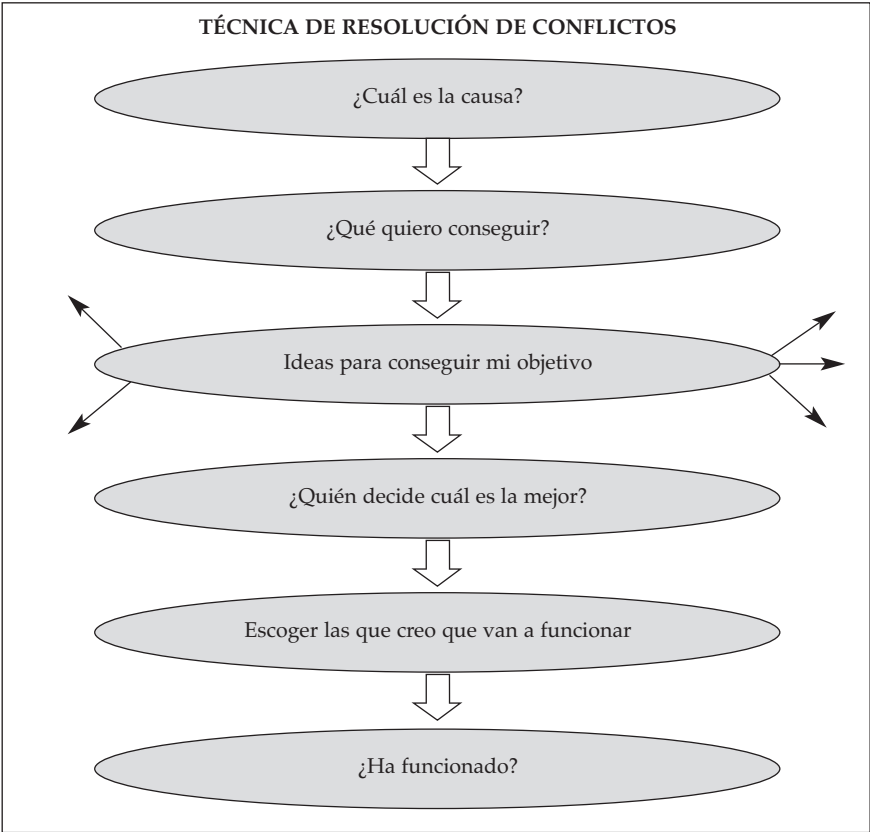 TÉCNICA DE RESOLUCIÓN DE CONFLICTOS
¿Cuál es la causa?
¿Qué quiero conseguir?
Ideas para conseguir mi objetivo
¿Quién decide cuál es la mejor?
Escoger las que creo que van a funcionar
¿Ha funcionado?